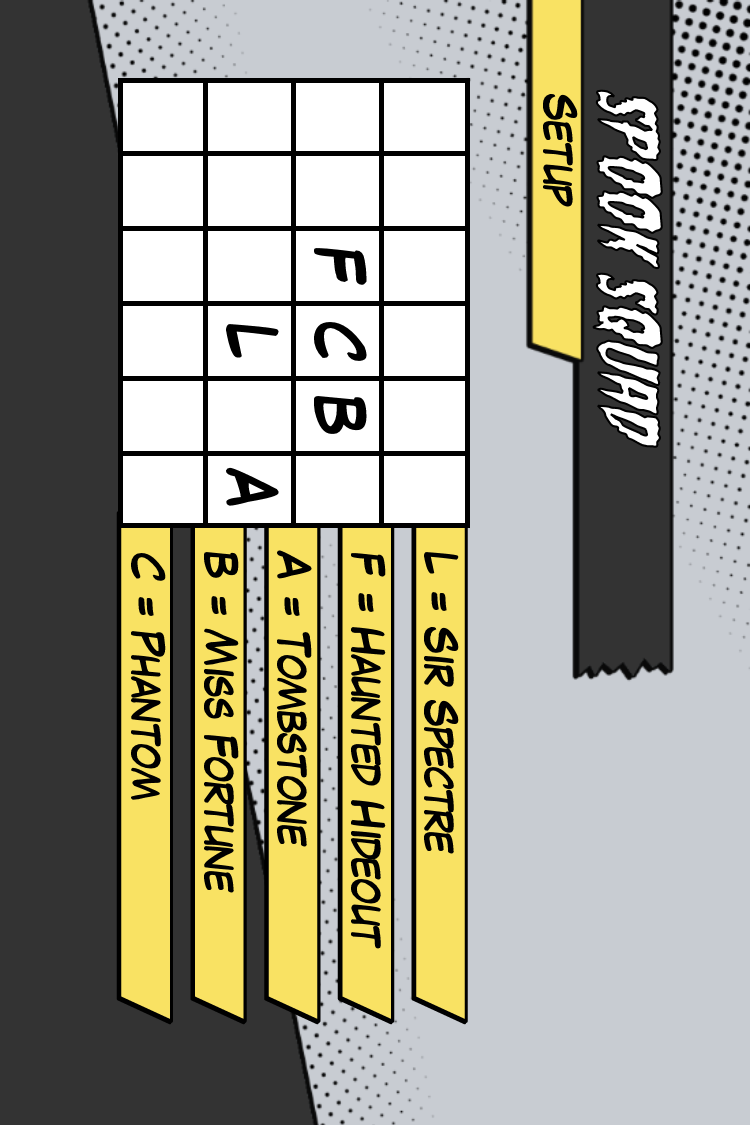 SPOOK SQUAD
SETUP
F C B
L A
L = SIR SPECTRE
F = HAUNTED HIDEOUT
A = TOMBSTONE
B = MISS FORTUNE
C = PHANTOM